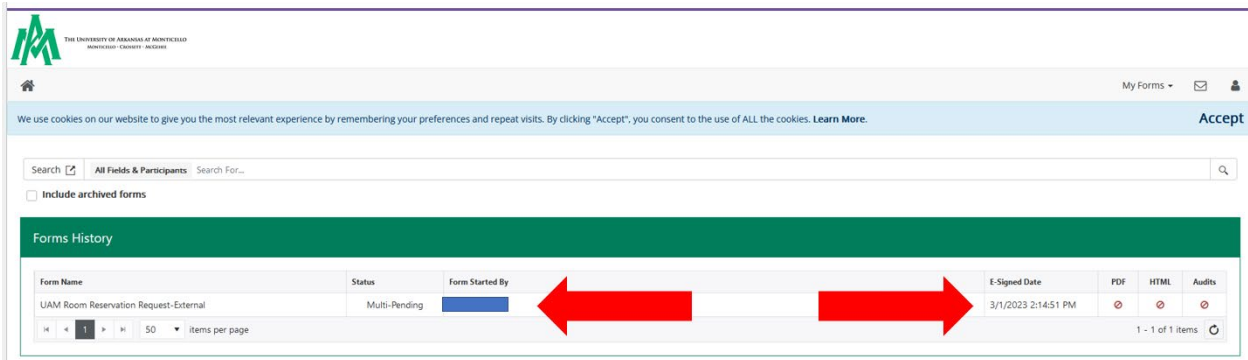 THE UNIVERSITY OF ARKANSAS AT MONTICELLO
MONTICELLO · CROSSETT · MCGEHEE
My Forms
We use cookies on our website to give you the most relevant experience by remembering your preferences and repeat visits. By clicking "Accept", you consent to the use of ALL the cookies. Learn More. Accept
Search All Fields & Participants Search For...
Include archived forms
Forms History
Form Name Status Form Started By E-Signed Date PDF HTML Audits
UAM Room Reservation Request-External Multi-Pending 3/1/2023 2:14:51 PM
1 50 items per page 1 - 1 of 1 items